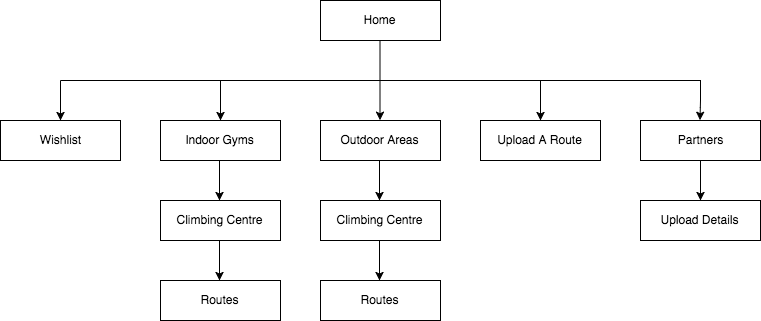 Home
Wishlist
Indoor Gyms
Outdoor Areas
Upload A Route
Partners
Climbing Centre
Climbing Centre
Upload Details
Routes
Routes